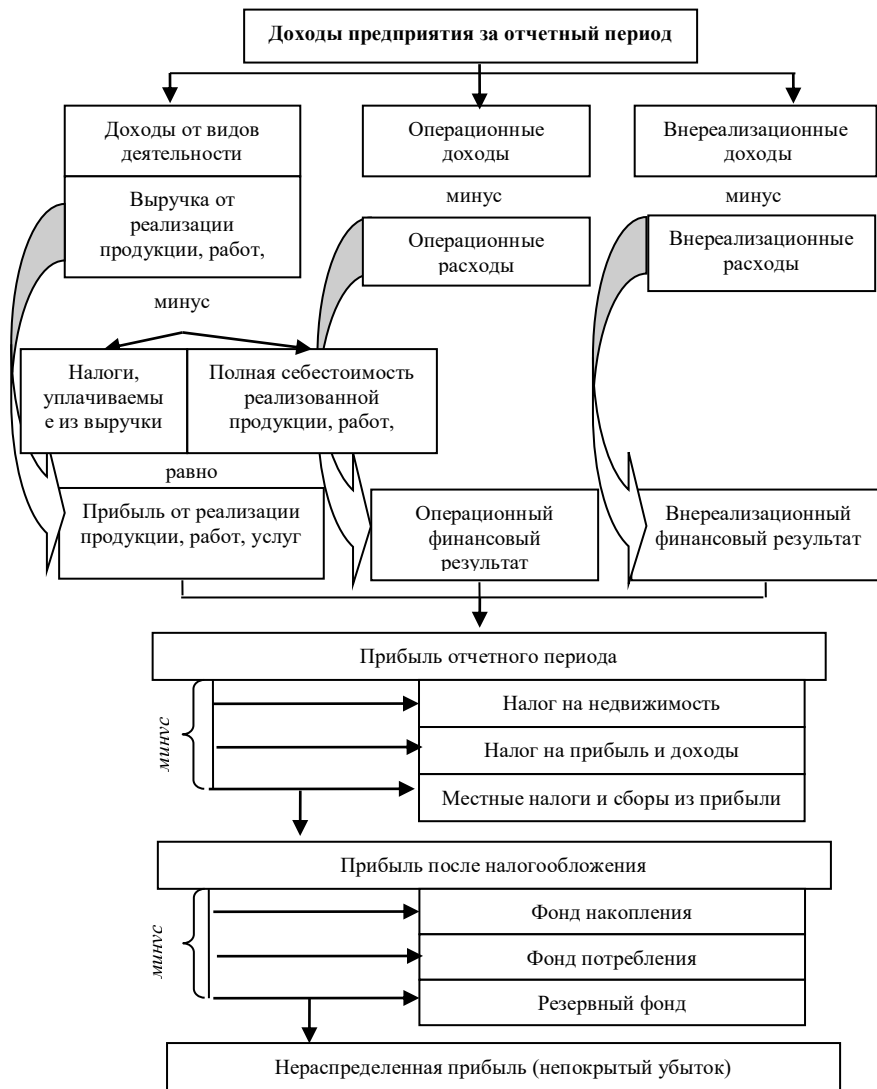 Доходы предприятия за отчетный период
Доходы от видов
деятельности
Операционные
доходы
Внереализационные
доходы
Выручка от
реализации
продукции, работ,
минус
минус
Операционные
расходы
Внереализационные
расходы
минус
Налоги,
уплачиваемы
е из выручки
Полная себестоимость
реализованной
продукции, работ,
равно
Прибыль от реализации
продукции, работ, услуг
Операционный
финансовый
результат
Внереализационный
финансовый результат
Прибыль отчетного периода
минус
Налог на недвижимость
Налог на прибыль и доходы
Местные налоги и сборы из прибыли
Прибыль после налогообложения
минус
Фонд накопления
Фонд потребления
Резервный фонд
Нераспределенная прибыль (непокрытый убыток)